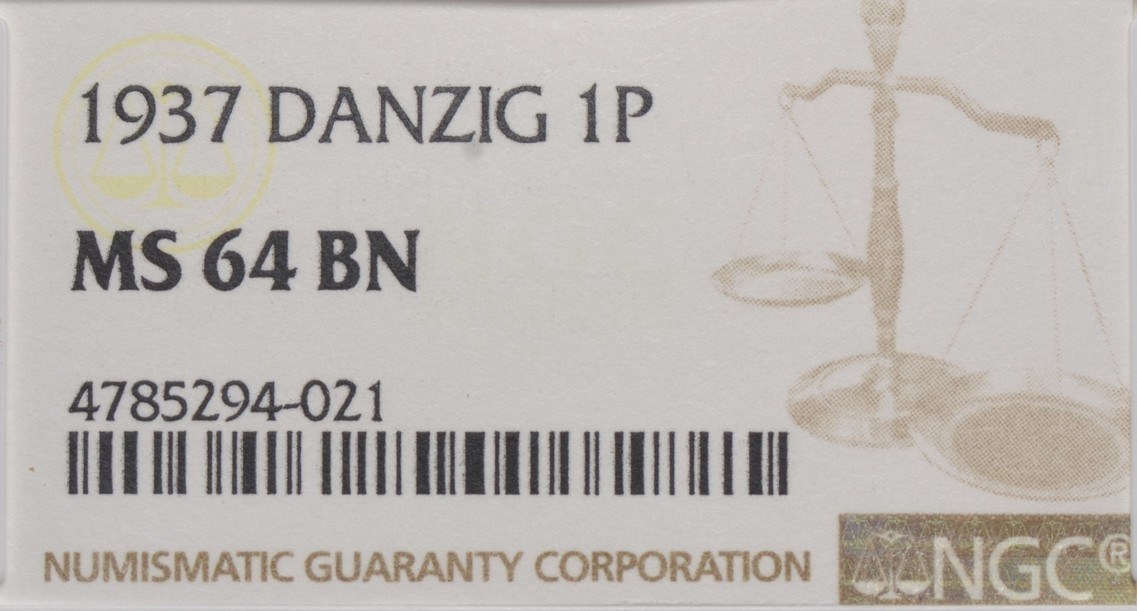 1937 DANZIG 1P
MS 64 BN
4785294-021
NUMISMATIC GUARANTY CORPORATION
NGC®